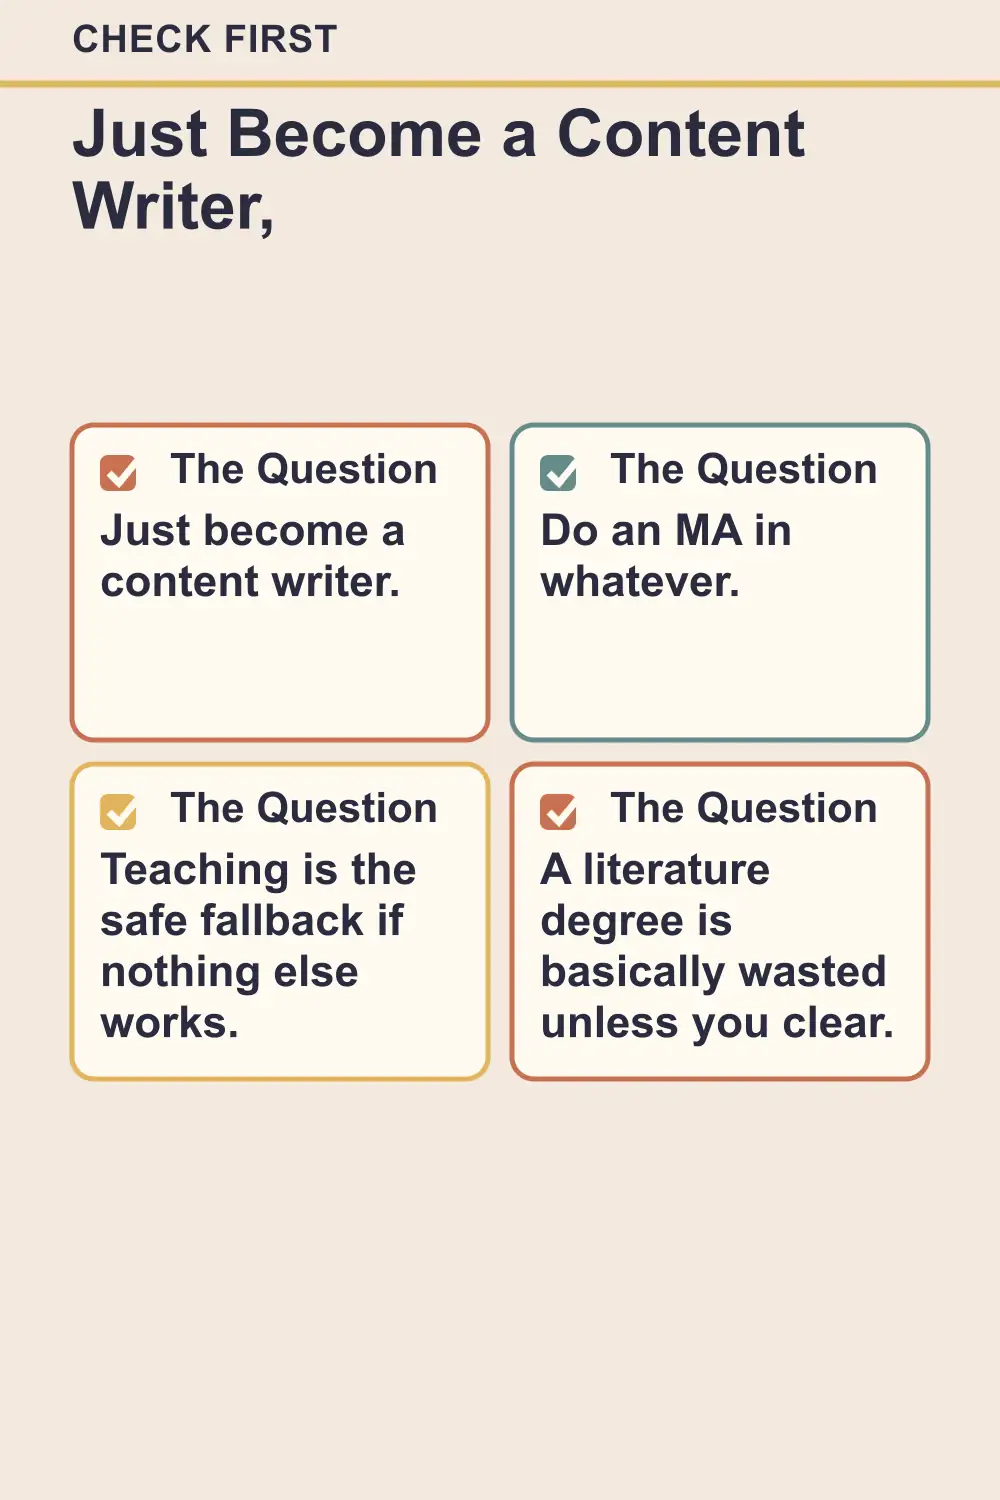 CHECK FIRST
Just Become a Content
Writer,
The Question
Just become a
content writer.
The Question
Do an MA in
whatever.
The Question
Teaching is the
safe fallback if
nothing else
works.
The Question
A literature
degree is
basically wasted
unless you clear.